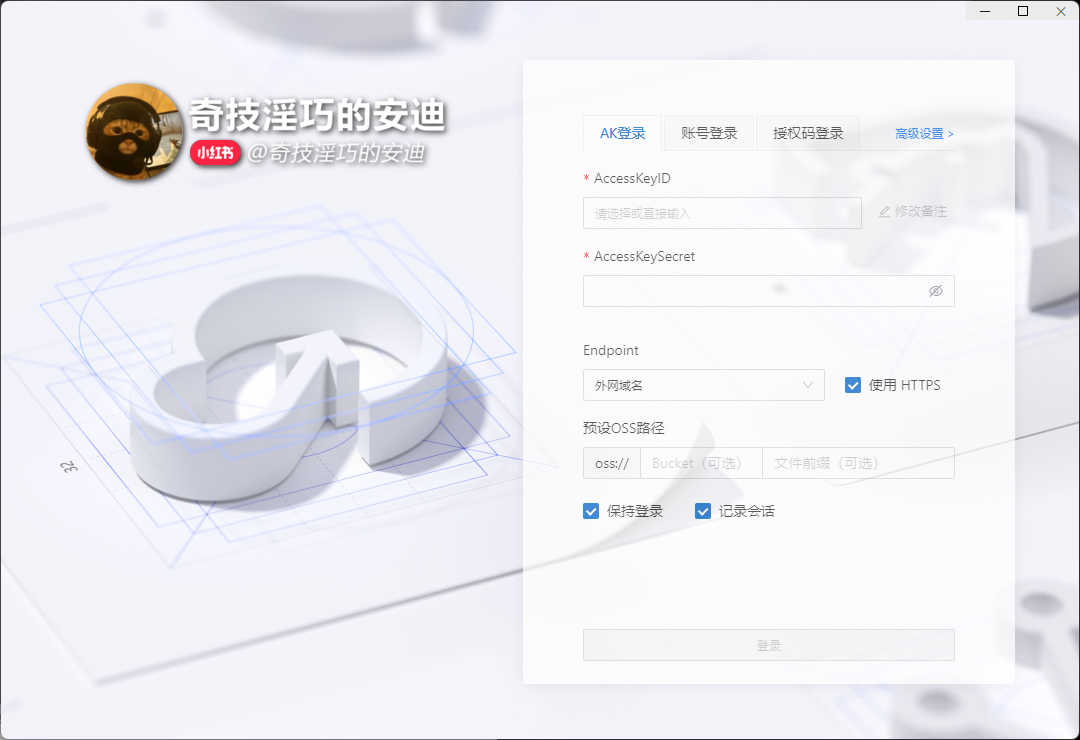 奇技淫巧的安迪
小红书 @奇技淫巧的安迪
32
AK登录 账号登录 授权码登录 高级设置 >
* AccessKeyID
请选择或直接输入 修改备注
* AccessKeySecret
Endpoint
外网域名 使用 HTTPS
预设OSS路径
oss:// Bucket（可选） 文件前缀（可选）
保持登录 记录会话
登录